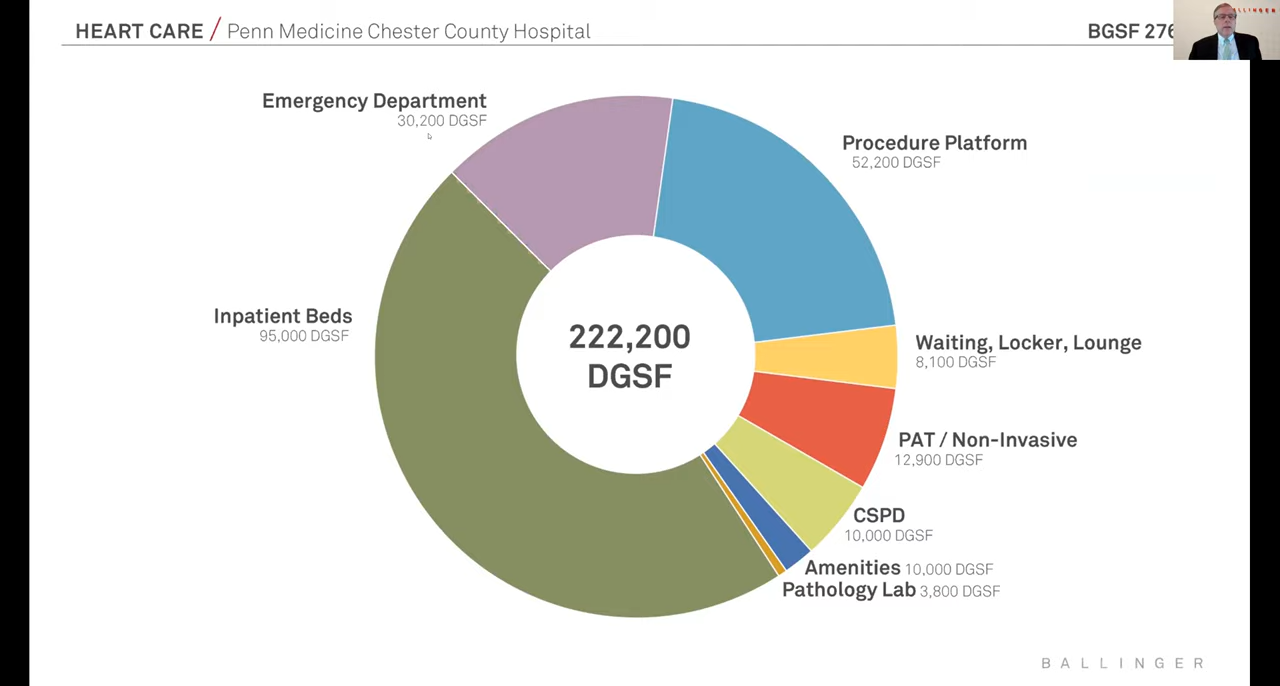 HEART CARE / Penn Medicine Chester County Hospital
BGSF 276
Emergency Department
30,200 DGSF
Procedure Platform
52,200 DGSF
Inpatient Beds
95,000 DGSF
222,200
DGSF
Waiting, Locker, Lounge
8,100 DGSF
PAT / Non-Invasive
12,900 DGSF
CSPD
10,000 DGSF
Amenities 10,000 DGSF
Pathology Lab 3,800 DGSF
BALLINGER